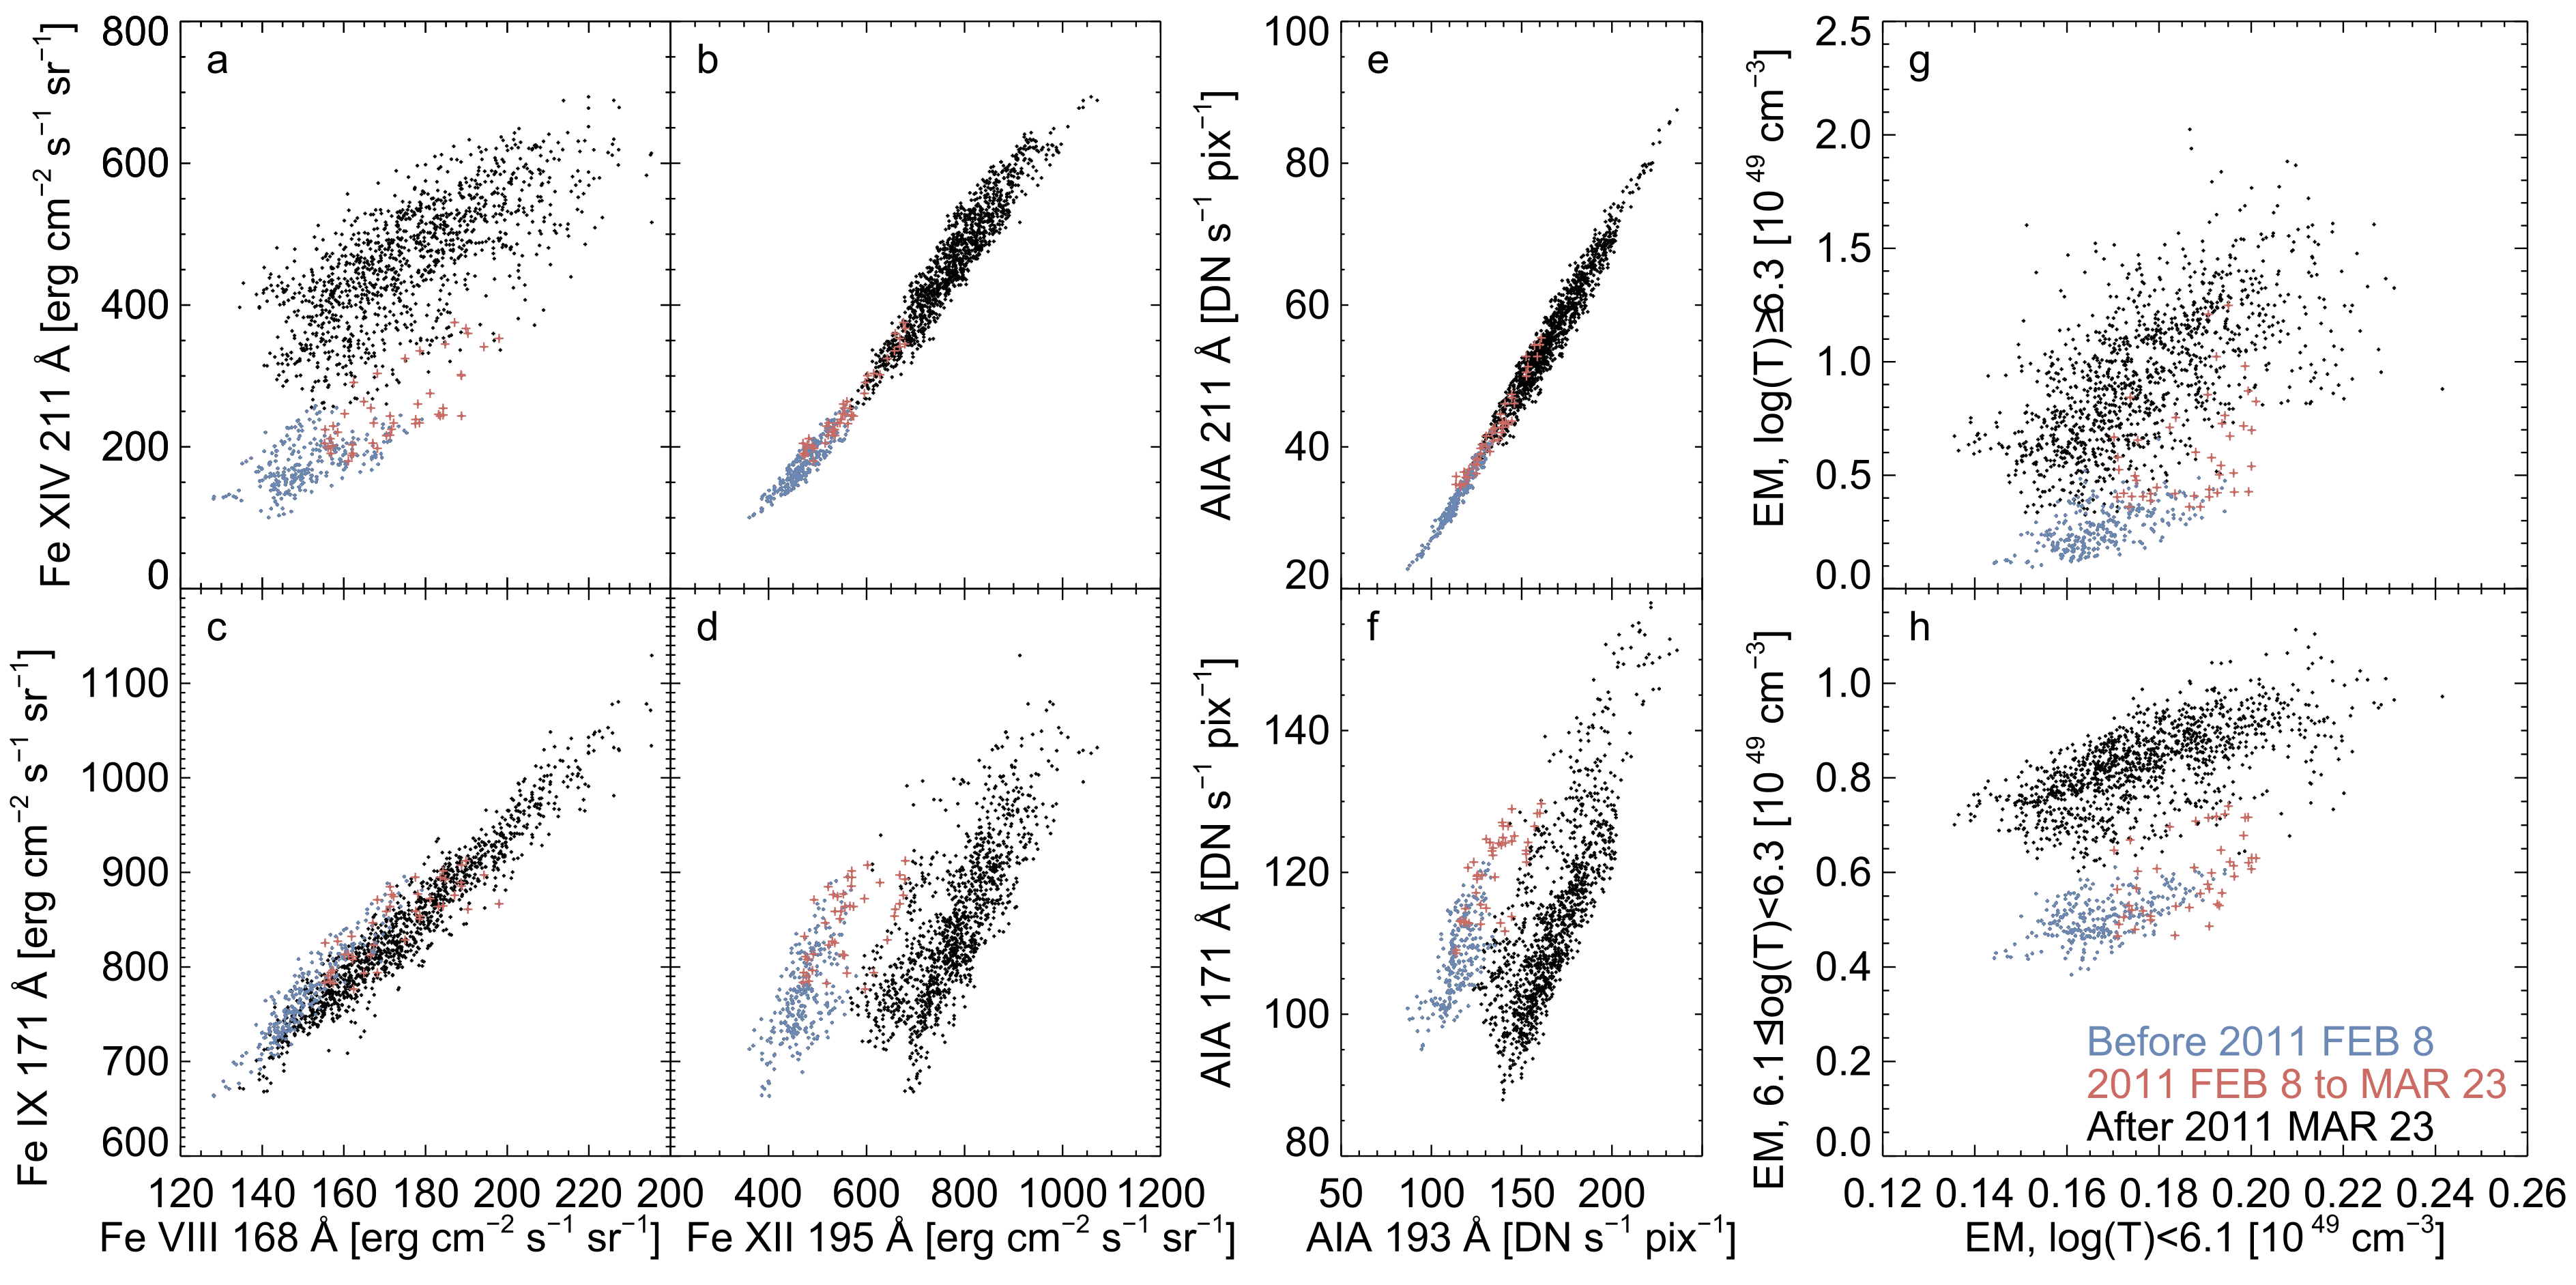 a
b
c
d
e
f
g
h
Fe XIV 211 Å [erg cm−2 s−1 sr−1]
800
600
400
200
0
Fe IX 171 Å [erg cm−2 s−1 sr−1]
1100
1000
900
800
700
600
120 140 160 180 200 220
Fe VIII 168 Å [erg cm−2 s−1 sr−1]
200 400 600 800 1000 1200
Fe XII 195 Å [erg cm−2 s−1 sr−1]
AIA 211 Å [DN s−1 pix−1]
100
80
60
40
20
AIA 171 Å [DN s−1 pix−1]
140
120
100
80
50 100 150 200
AIA 193 Å [DN s−1 pix−1]
EM, log(T)≥6.3 [10 49 cm−3]
2.5
2.0
1.5
1.0
0.5
0.0
EM, 6.1≤log(T)<6.3 [10 49 cm−3]
1.0
0.8
0.6
0.4
0.2
0.0
Before 2011 FEB 8
2011 FEB 8 to MAR 23
After 2011 MAR 23
0.12 0.14 0.16 0.18 0.20 0.22 0.24 0.26
EM, log(T)<6.1 [10 49 cm−3]